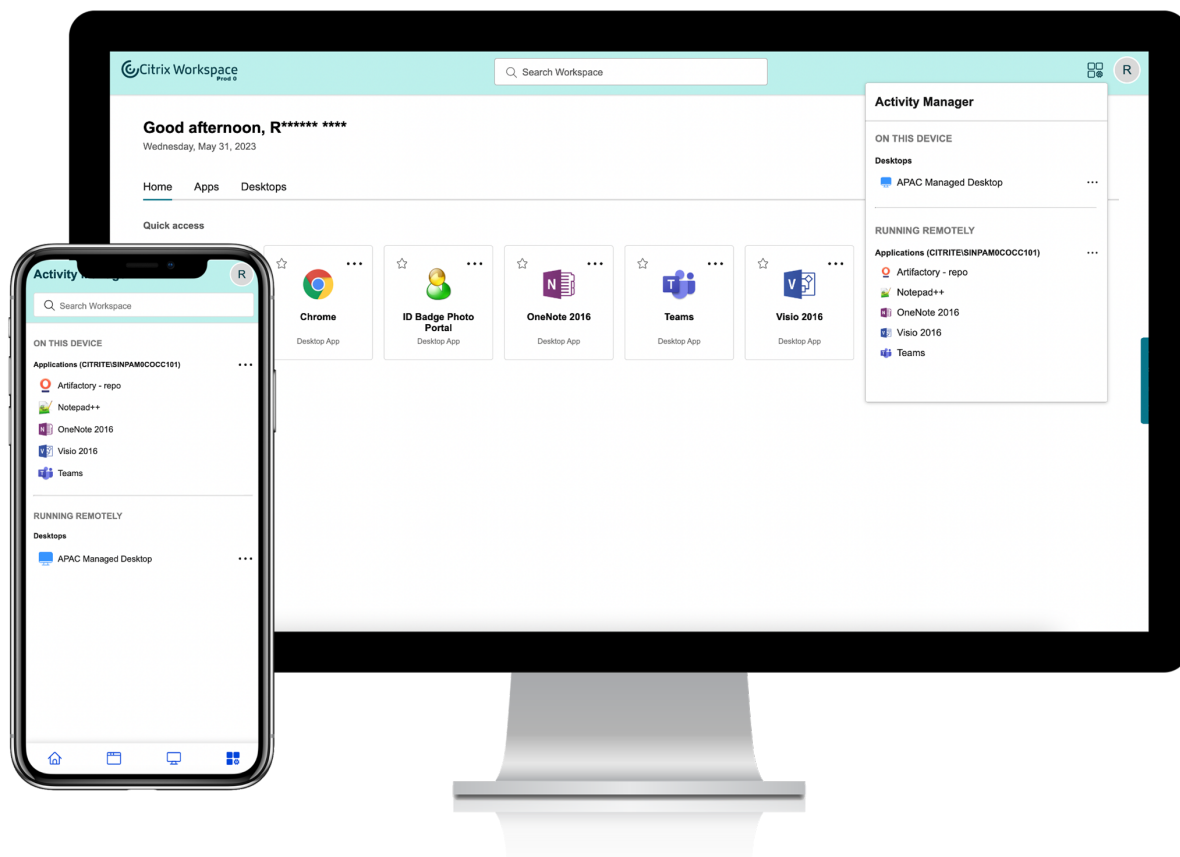 Citrix Workspace
Prod 0
Search Workspace
R
Good afternoon, R****** ****
Wednesday, May 31, 2023
Home Apps Desktops
Quick access
Chrome
Desktop App
ID Badge Photo
Portal
Desktop App
N
OneNote 2016
Desktop App
T
Teams
Desktop App
V
Visio 2016
Desktop App
Activity Manager
ON THIS DEVICE
Desktops
APAC Managed Desktop
RUNNING REMOTELY
Applications (CITRITE\SINPAM0COCC101)
Artifactory - repo
Notepad++
OneNote 2016
Visio 2016
Teams
Activity
R
Search Workspace
ON THIS DEVICE
Applications (CITRITE\SINPAM0COCC101)
Artifactory - repo
Notepad++
OneNote 2016
Visio 2016
Teams
RUNNING REMOTELY
Desktops
APAC Managed Desktop